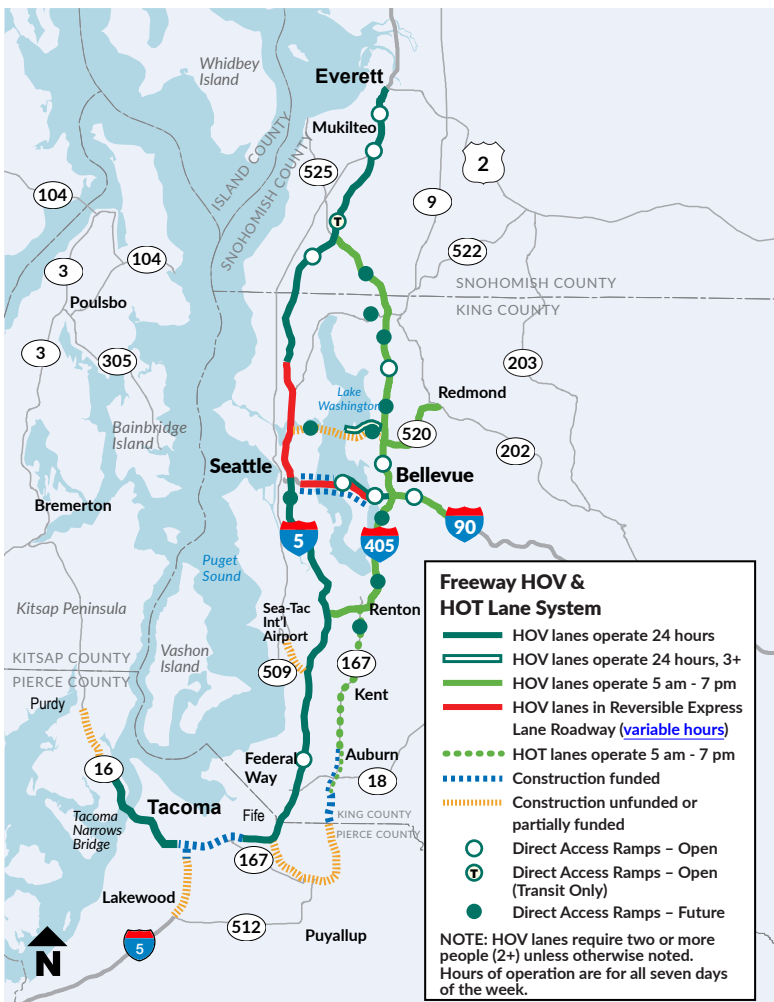 Whidbey
Island
Everett
Mukilteo
ISLAND COUNTY
SNOHOMISH COUNTY
525
2
104
9
104
522
3
SNOHOMISH COUNTY
KING COUNTY
Poulsbo
3
305
203
Lake
Washington
Redmond
Bainbridge
Island
520
202
Seattle
Bellevue
Bremerton
5
405
90
Puget
Sound
Kitsap Peninsula
Sea-Tac
Int'l
Airport
Renton
Vashon
Island
KITSAP COUNTY
PIERCE COUNTY
509
167
Kent
Purdy
Federal
Way
Auburn
16
18
Tacoma
Fife
KING COUNTY
PIERCE COUNTY
Tacoma
Narrows
Bridge
167
Lakewood
512
Puyallup
5
N
Freeway HOV &
HOT Lane System
HOV lanes operate 24 hours
HOV lanes operate 24 hours, 3+
HOV lanes operate 5 am - 7 pm
HOV lanes in Reversible Express
Lane Roadway (variable hours)
HOT lanes operate 5 am - 7 pm
Construction funded
Construction unfunded or
partially funded
Direct Access Ramps – Open
T
Direct Access Ramps – Open
(Transit Only)
Direct Access Ramps – Future
NOTE: HOV lanes require two or more
people (2+) unless otherwise noted.
Hours of operation are for all seven days
of the week.
T